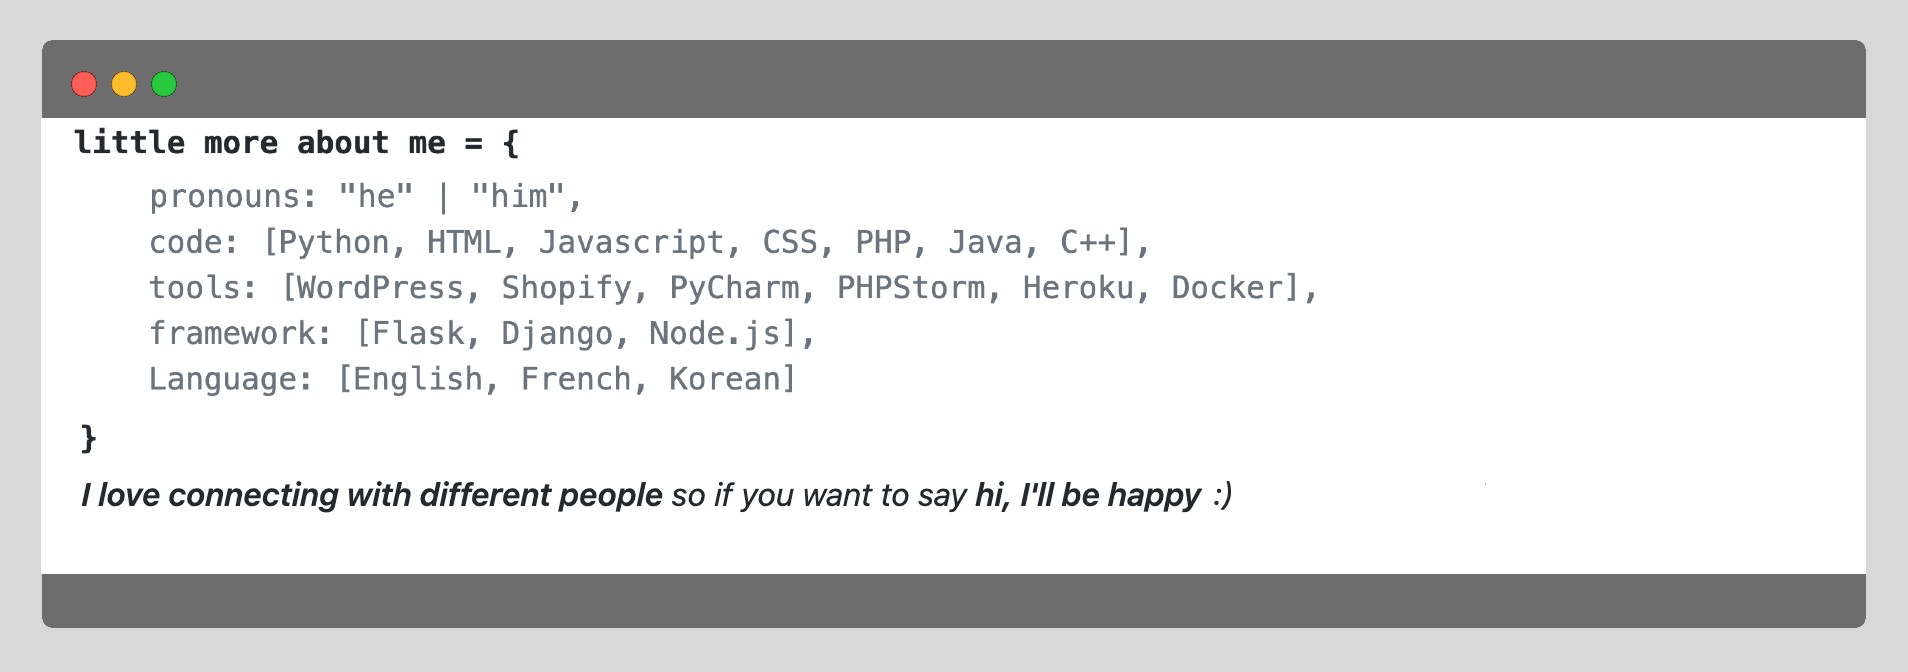 little more about me = {
pronouns: "he" | "him",
code: [Python, HTML, Javascript, CSS, PHP, Java, C++],
tools: [WordPress, Shopify, PyCharm, PHPStorm, Heroku, Docker],
framework: [Flask, Django, Node.js],
Language: [English, French, Korean]
}
I love connecting with different people so if you want to say hi, I'll be happy :)